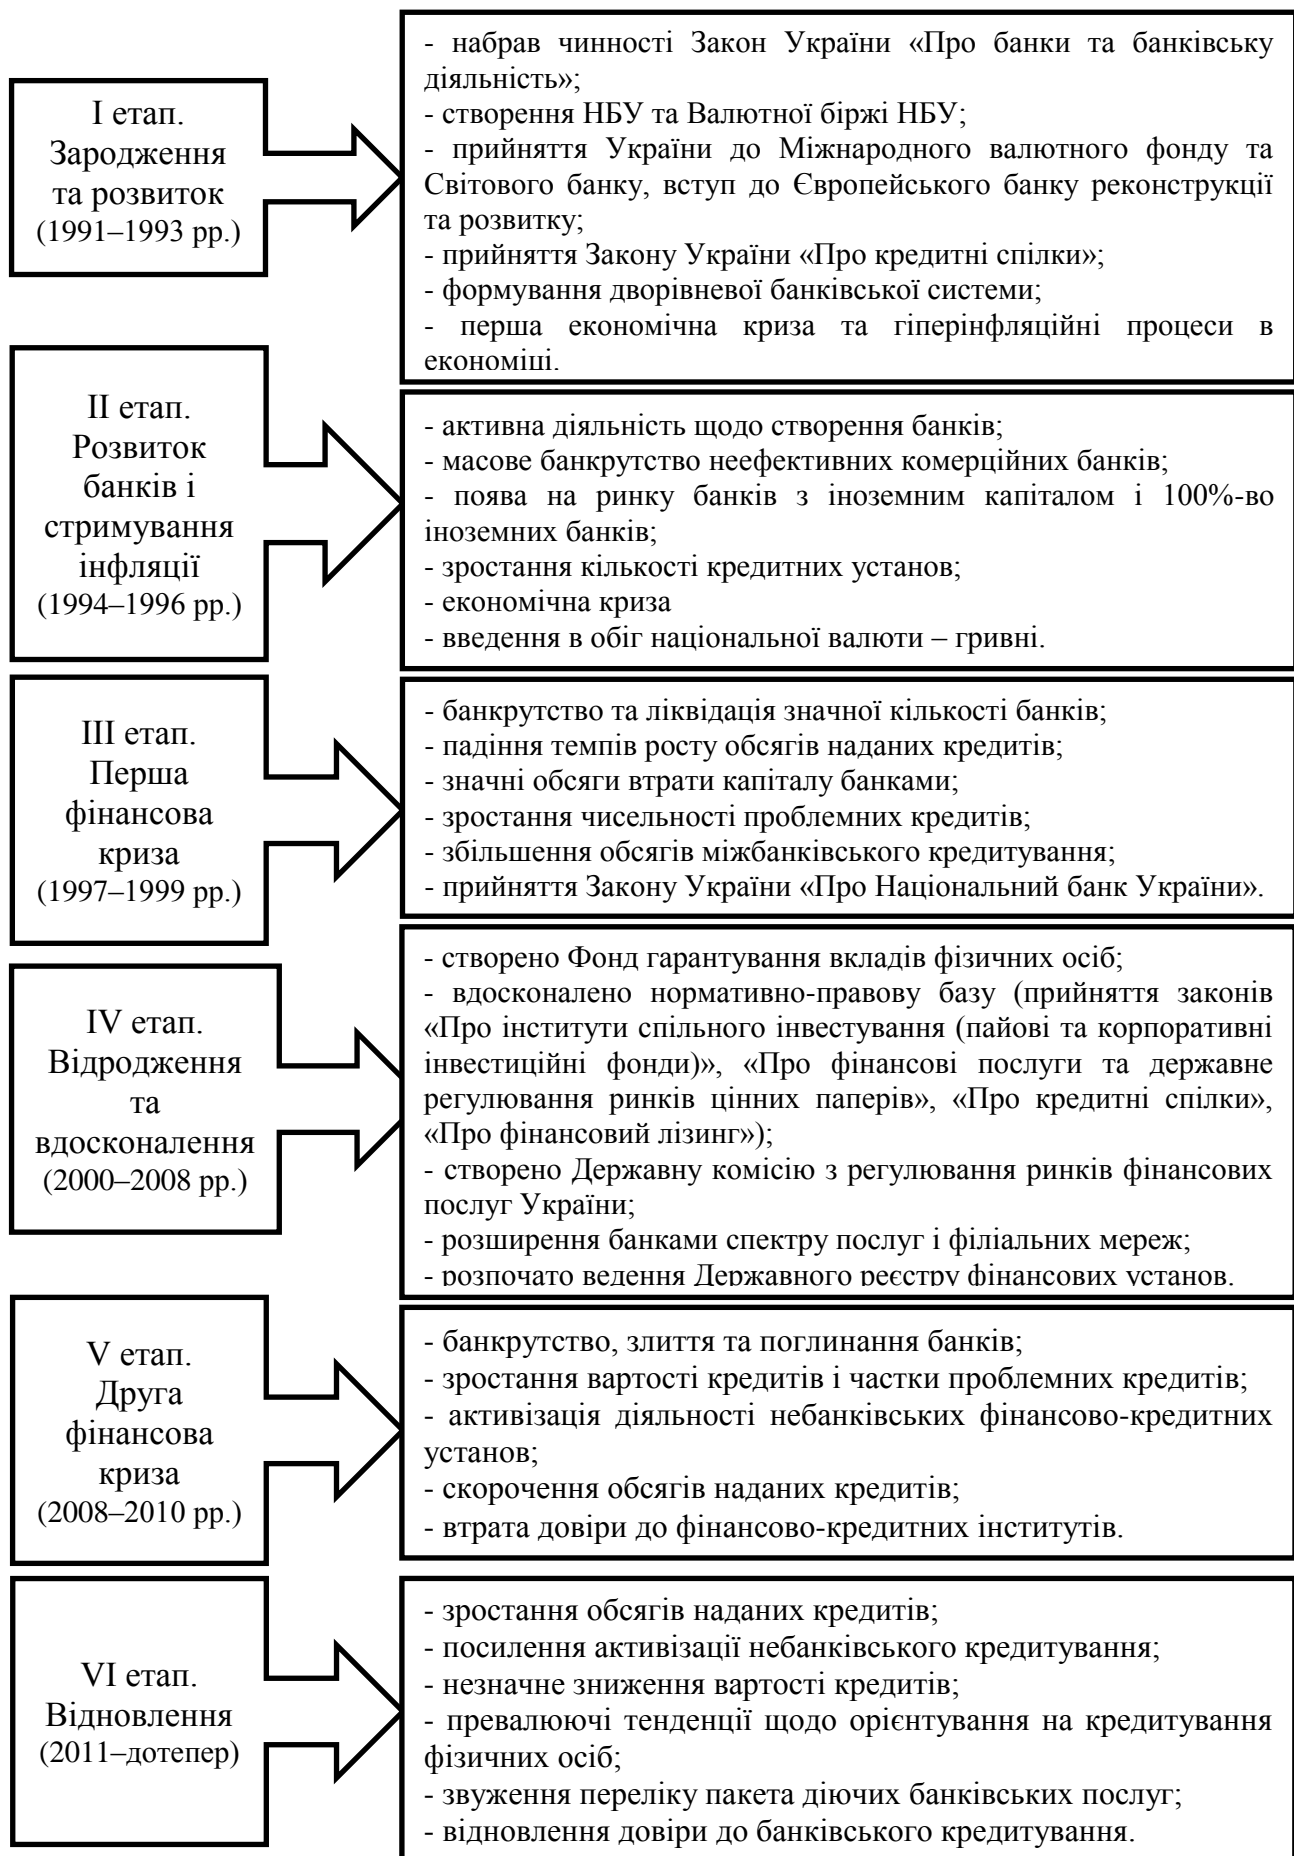 І етап.
Зародження
та розвиток
(1991–1993 рр.)
- набрав чинності Закон України «Про банки та банківську
діяльність»;
- створення НБУ та Валютної біржі НБУ;
- прийняття України до Міжнародного валютного фонду та
Світового банку, вступ до Європейського банку реконструкції
та розвитку;
- прийняття Закону України «Про кредитні спілки»;
- формування дворівневої банківської системи;
- перша економічна криза та гіперінфляційні процеси в
економіці.
ІІ етап.
Розвиток
банків і
стримування
інфляції
(1994–1996 рр.)
- активна діяльність щодо створення банків;
- масове банкрутство неефективних комерційних банків;
- поява на ринку банків з іноземним капіталом і 100%-во
іноземних банків;
- зростання кількості кредитних установ;
- економічна криза
- введення в обіг національної валюти – гривні.
ІІІ етап.
Перша
фінансова
криза
(1997–1999 рр.)
- банкрутство та ліквідація значної кількості банків;
- падіння темпів росту обсягів наданих кредитів;
- значні обсяги втрати капіталу банками;
- зростання чисельності проблемних кредитів;
- збільшення обсягів міжбанківського кредитування;
- прийняття Закону України «Про Національний банк України».
IV етап.
Відродження
та
вдосконалення
(2000–2008 рр.)
- створено Фонд гарантування вкладів фізичних осіб;
- вдосконалено нормативно-правову базу (прийняття законів
«Про інститути спільного інвестування (пайові та корпоративні
інвестиційні фонди)», «Про фінансові послуги та державне
регулювання ринків цінних паперів», «Про кредитні спілки»,
«Про фінансовий лізинг»);
- створено Державну комісію з регулювання ринків фінансових
послуг України;
- розширення банками спектру послуг і філіальних мереж;
- розпочато ведення Державного реєстру фінансових установ.
V етап.
Друга
фінансова
криза
(2008–2010 рр.)
- банкрутство, злиття та поглинання банків;
- зростання вартості кредитів і частки проблемних кредитів;
- активізація діяльності небанківських фінансово-кредитних
установ;
- скорочення обсягів наданих кредитів;
- втрата довіри до фінансово-кредитних інститутів.
VI етап.
Відновлення
(2011–дотепер)
- зростання обсягів наданих кредитів;
- посилення активізації небанківського кредитування;
- незначне зниження вартості кредитів;
- превалюючі тенденції щодо орієнтування на кредитування
фізичних осіб;
- звуження переліку пакета діючих банківських послуг;
- відновлення довіри до банківського кредитування.